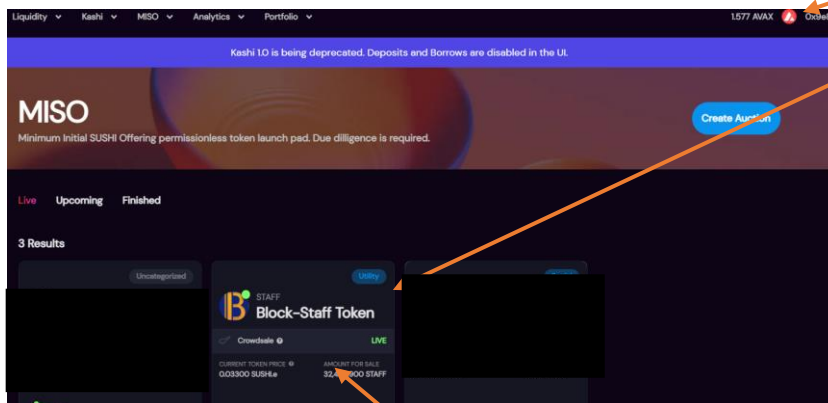 Liquidity Kashi MISO Analytics Portfolio 1.577 AVAX
Kashi 1.0 is being deprecated. Deposits and Borrows are disabled in the UI.
MISO
Minimum Initial SUSHI Offering permissionless token launch pad. Due dilligence is required.
Create Auction
Live Upcoming Finished
3 Results
Uncategorized
Utility
STAFF
Block-Staff Token
Crowdsale LIVE
CURRENT TOKEN PRICE AMOUNT FOR SALE
0.03300 SUSHI.e STAFF